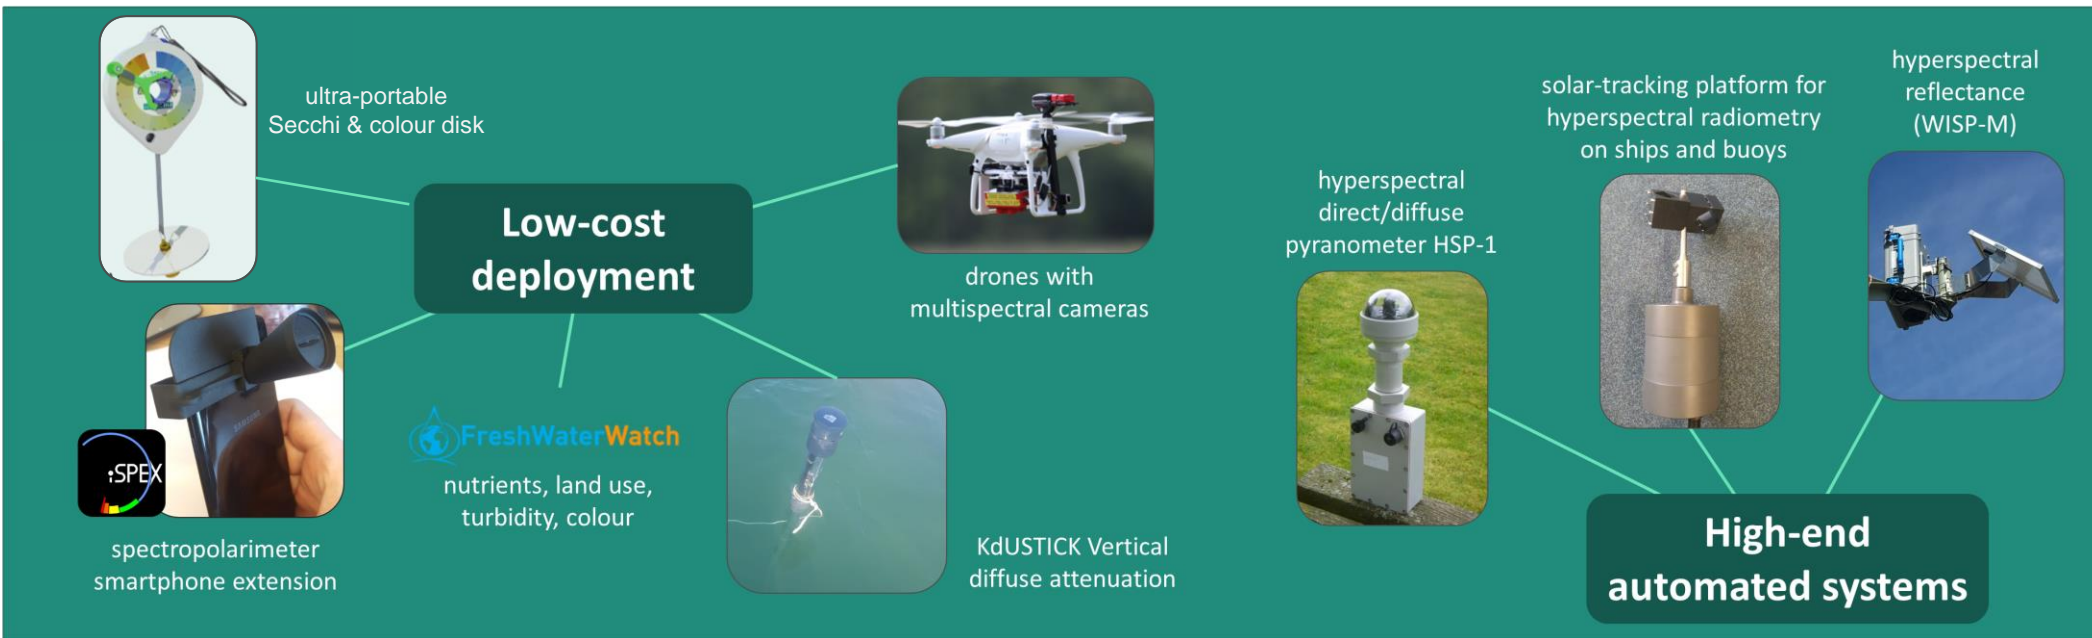 ultra-portable
Secchi & colour disk
Low-cost
deployment
drones with
multispectral cameras
iSPEX
SAMSUNG
spectropolarimeter
smartphone extension
FreshWaterWatch
nutrients, land use,
turbidity, colour
KdUSTICK Vertical
diffuse attenuation
hyperspectral
direct/diffuse
pyranometer HSP-1
solar-tracking platform for
hyperspectral radiometry
on ships and buoys
hyperspectral
reflectance
(WISP-M)
High-end
automated systems